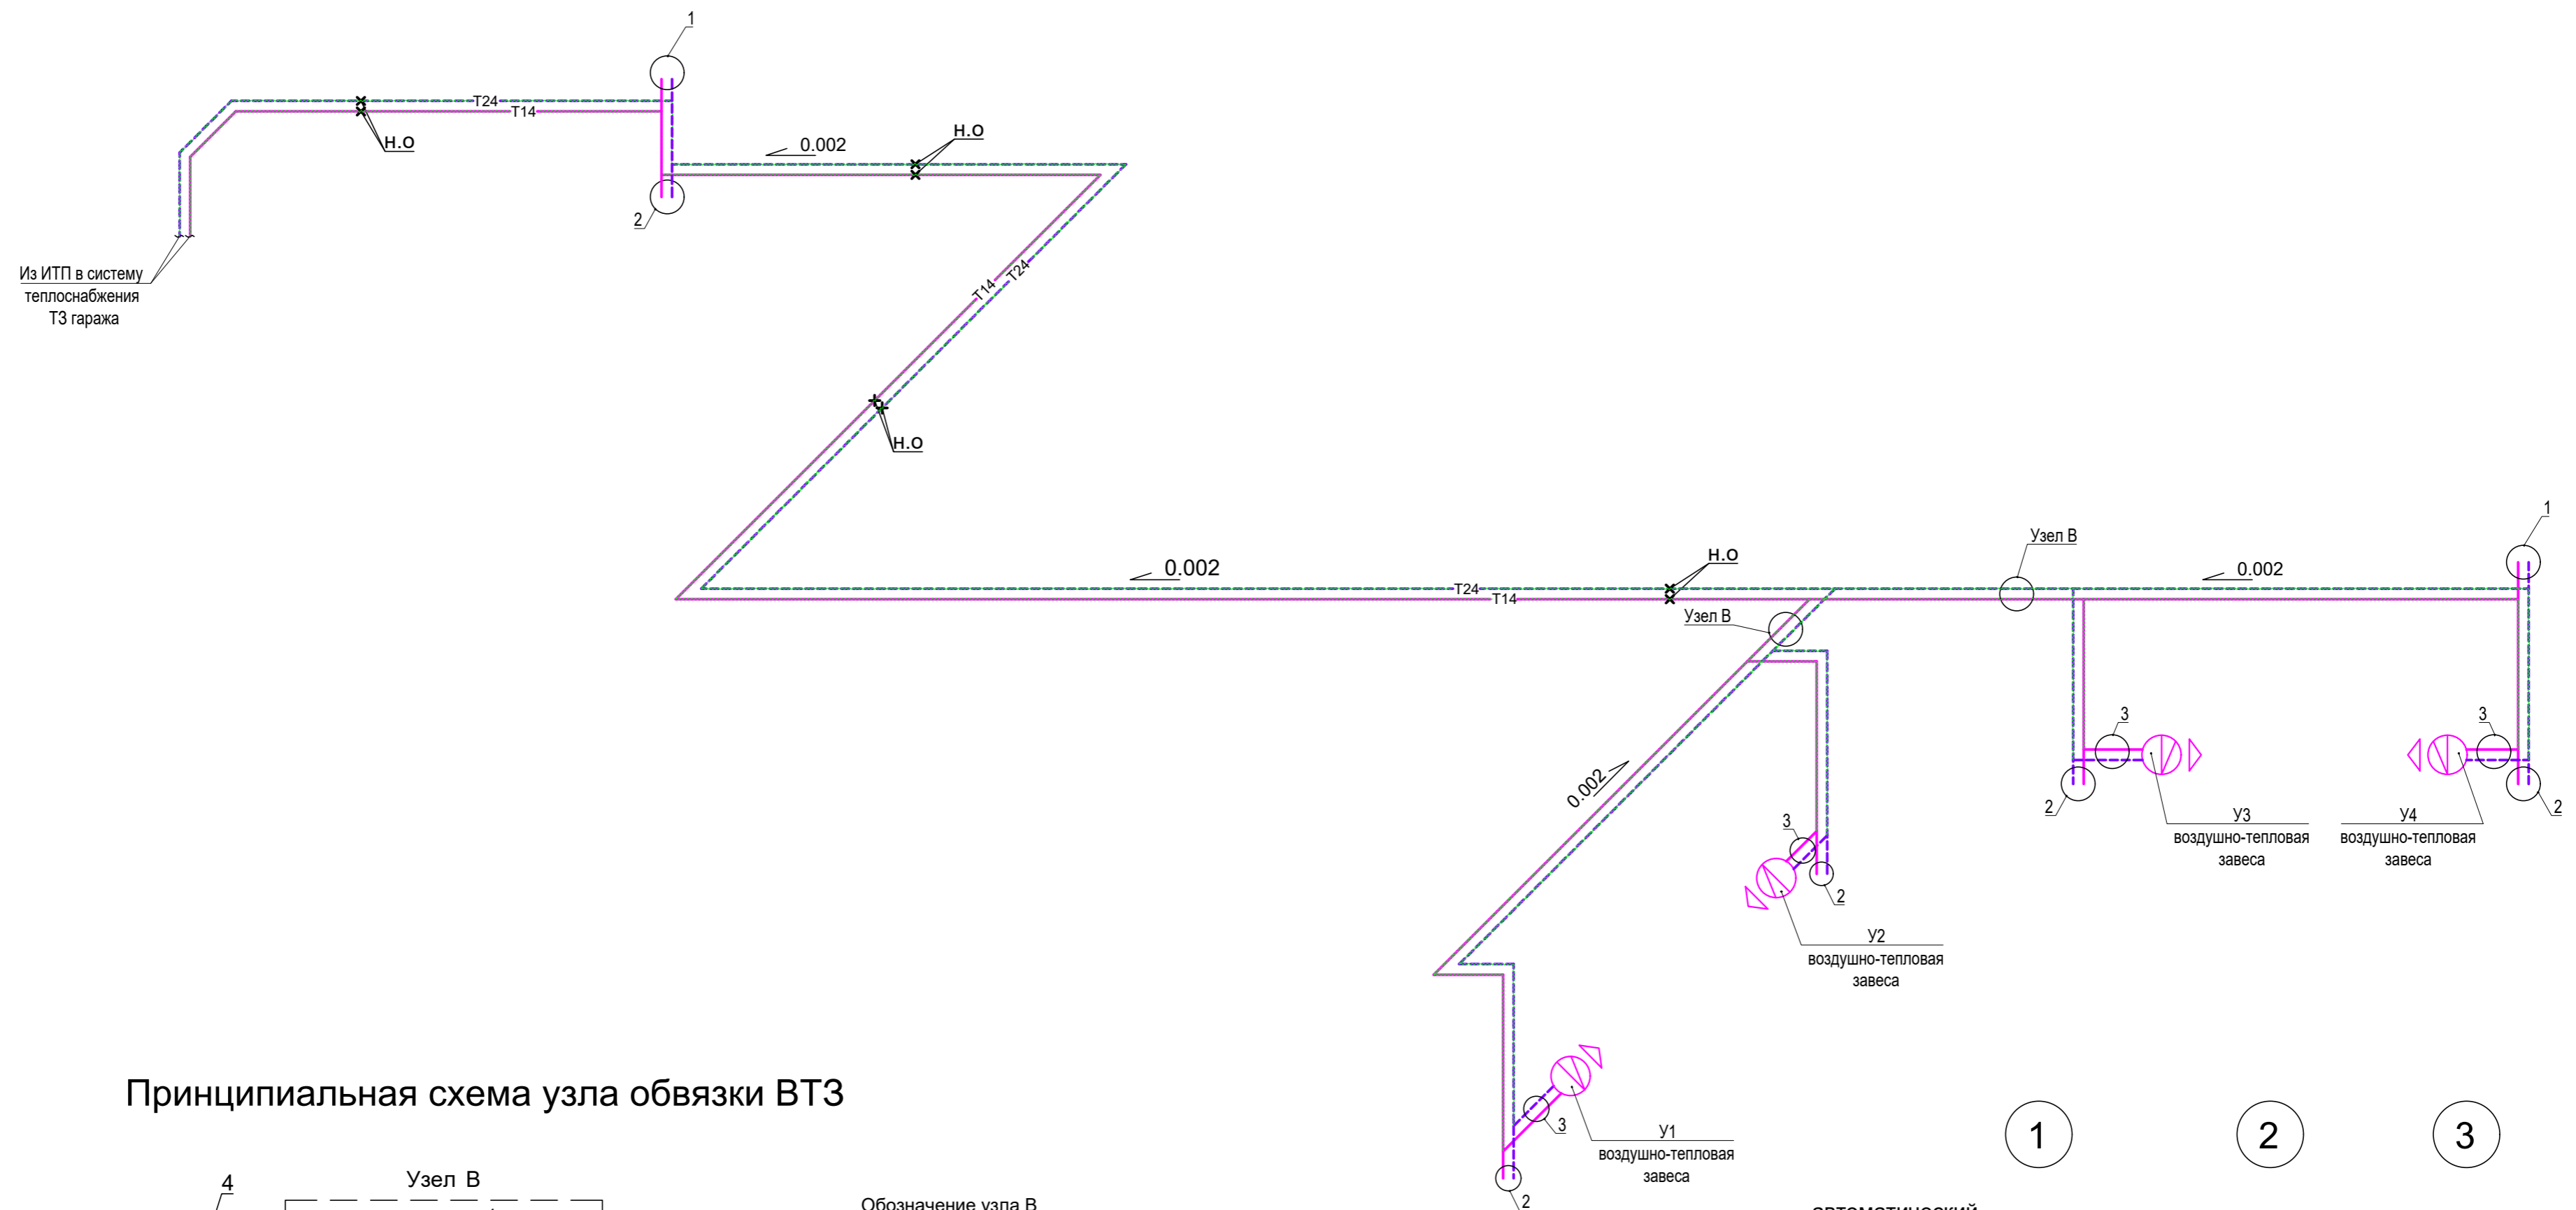 1
Т24
Т14
Н.О
0.002
Н.О
2
Из ИТП в систему
теплоснабжения
ТЗ гаража
Т14
Т24
Н.О
1
Узел В
0.002
Н.О
0.002
Т24
Т14
Узел В
3
3
0.002
2
2
У3
воздушно-тепловая
завеса
У4
воздушно-тепловая
завеса
3
2
У2
воздушно-тепловая
завеса
Принципиальная схема узла обвязки ВТЗ
3
У1
воздушно-тепловая
завеса
1
2
3
4
Узел В
Обозначение узла В
2
автоматический